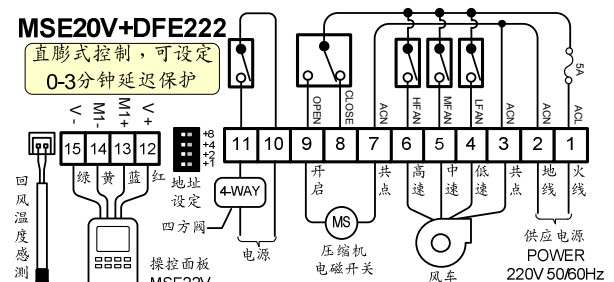 MSE20V+DFE222
直膨式控制，可设定
0-3分钟延迟保护
5A
V- M1- M1+ V+
OPEN CLOSE ACN HFAN MFAN LFAN ACN ACN ACL
+8
+4
+2
+1
15 14 13 12
11 10 9 8 7 6 5 4 3 2 1
绿 黄 蓝 红
地址
设定
4-WAY
四方阀
电源
开启
共点
高速
中速
低速
共点
地线
火线
MS
压缩机
电磁开关
风车
供应电源
POWER
220V 50/60Hz
回风温度感测
操控面板
MSE22V